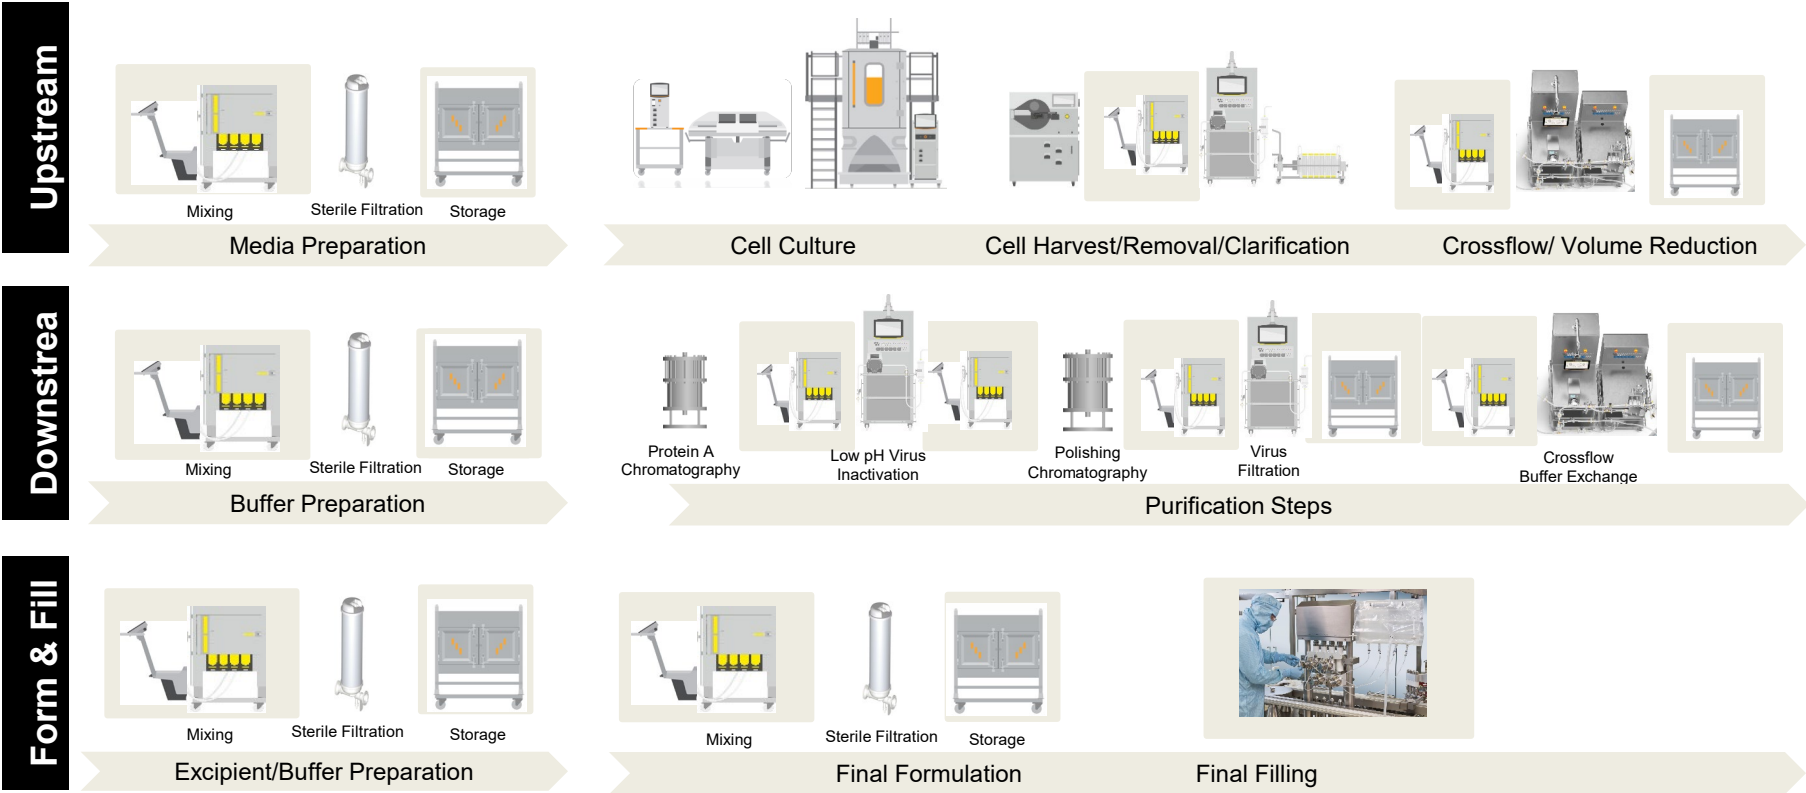 Upstream
Mixing
Sterile Filtration
Storage
Media Preparation
Cell Culture
Cell Harvest/Removal/Clarification
Crossflow/ Volume Reduction
Downstrea
Mixing
Sterile Filtration
Storage
Buffer Preparation
Protein A
Chromatography
Low pH Virus
Inactivation
Polishing
Chromatography
Virus
Filtration
Crossflow
Buffer Exchange
Purification Steps
Form & Fill
Mixing
Sterile Filtration
Storage
Excipient/Buffer Preparation
Mixing
Sterile Filtration
Storage
Final Formulation
Final Filling